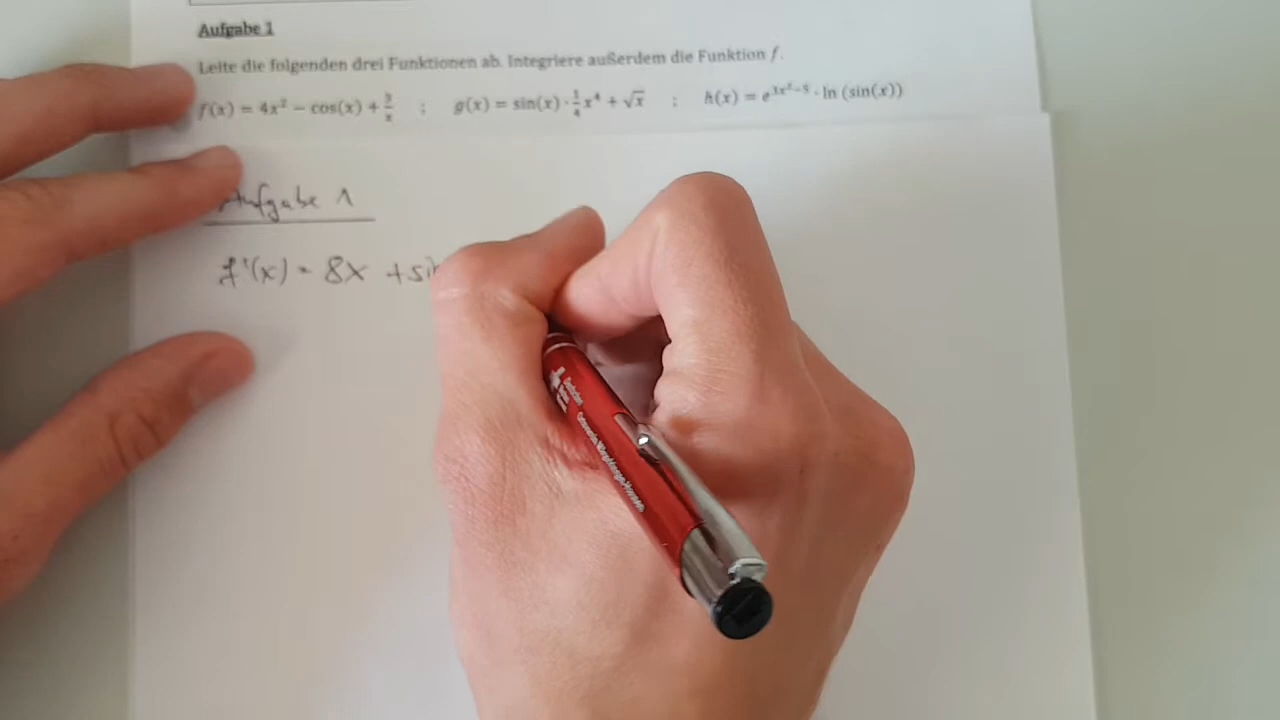 Aufgabe 1
Leite die folgenden drei Funktionen ab. Integriere außerdem die Funktion f.
f(x) = 4x² − cos(x) + 3/x ; g(x) = sin(x) · 1/4 x⁴ + √x ; h(x) = e^(3x²−5) · ln (sin(x))
Aufgabe 1
f'(x) = 8x + sin